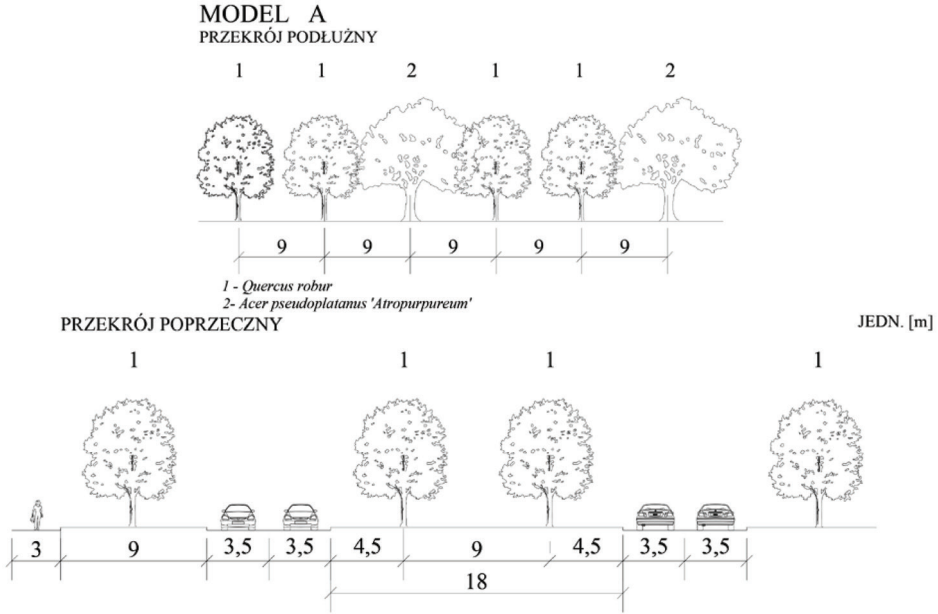 MODEL A
PRZEKRÓJ PODŁUŻNY
1 1 2 1 1 2
9 9 9 9 9
1 - Quercus robur
2- Acer pseudoplatanus 'Atropurpureum'
PRZEKRÓJ POPRZECZNY
JEDN. [m]
1 1 1 1
3 9 3,5 3,5 4,5 9 4,5 3,5 3,5
18